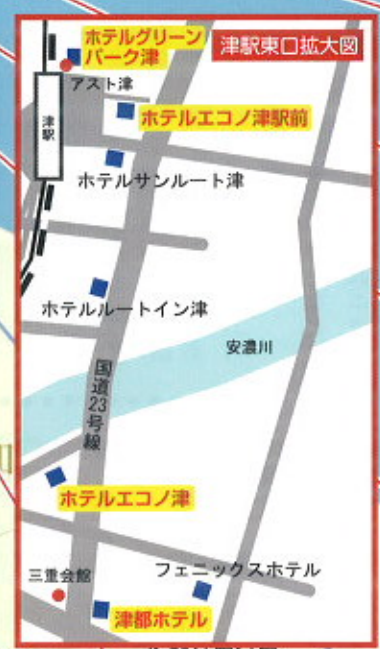 ホテルグリーン
パーク津
津駅東口拡大図
アスト津
津駅
ホテルエコノ津駅前
ホテルサンルート津
ホテルルートイン津
安濃川
国道23号線
ホテルエコノ津
三重会館
フェニックスホテル
津都ホテル